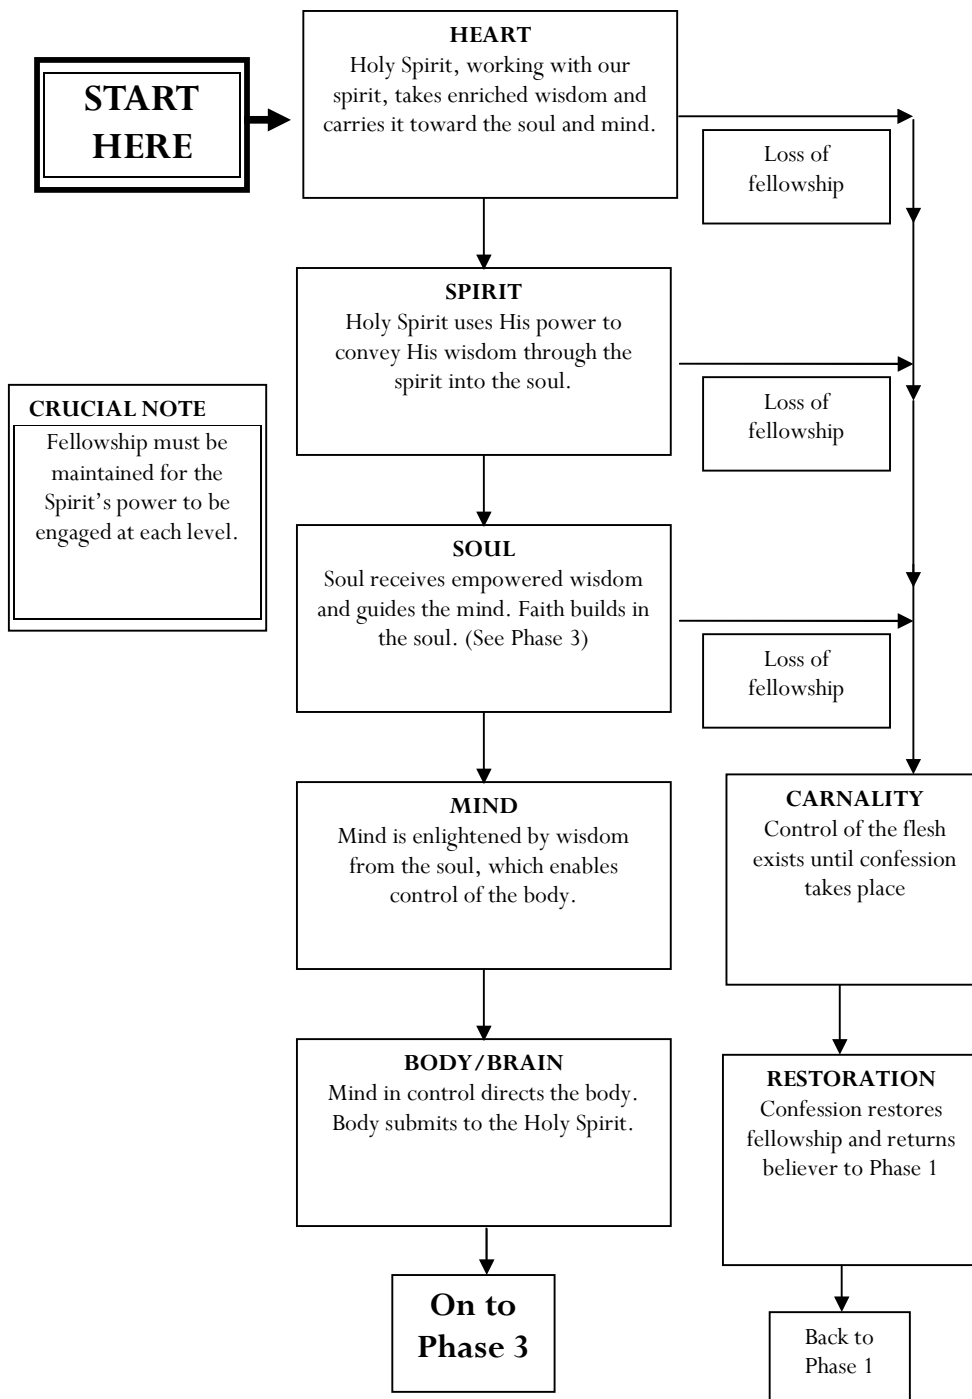 START
HERE
HEART
Holy Spirit, working with our
spirit, takes enriched wisdom and
carries it toward the soul and mind.
Loss of
fellowship
SPIRIT
Holy Spirit uses His power to
convey His wisdom through the
spirit into the soul.
Loss of
fellowship
CRUCIAL NOTE
Fellowship must be
maintained for the
Spirit’s power to be
engaged at each level.
SOUL
Soul receives empowered wisdom
and guides the mind. Faith builds in
the soul. (See Phase 3)
Loss of
fellowship
MIND
Mind is enlightened by wisdom
from the soul, which enables
control of the body.
CARNALITY
Control of the flesh
exists until confession
takes place
BODY/BRAIN
Mind in control directs the body.
Body submits to the Holy Spirit.
RESTORATION
Confession restores
fellowship and returns
believer to Phase 1
On to
Phase 3
Back to
Phase 1